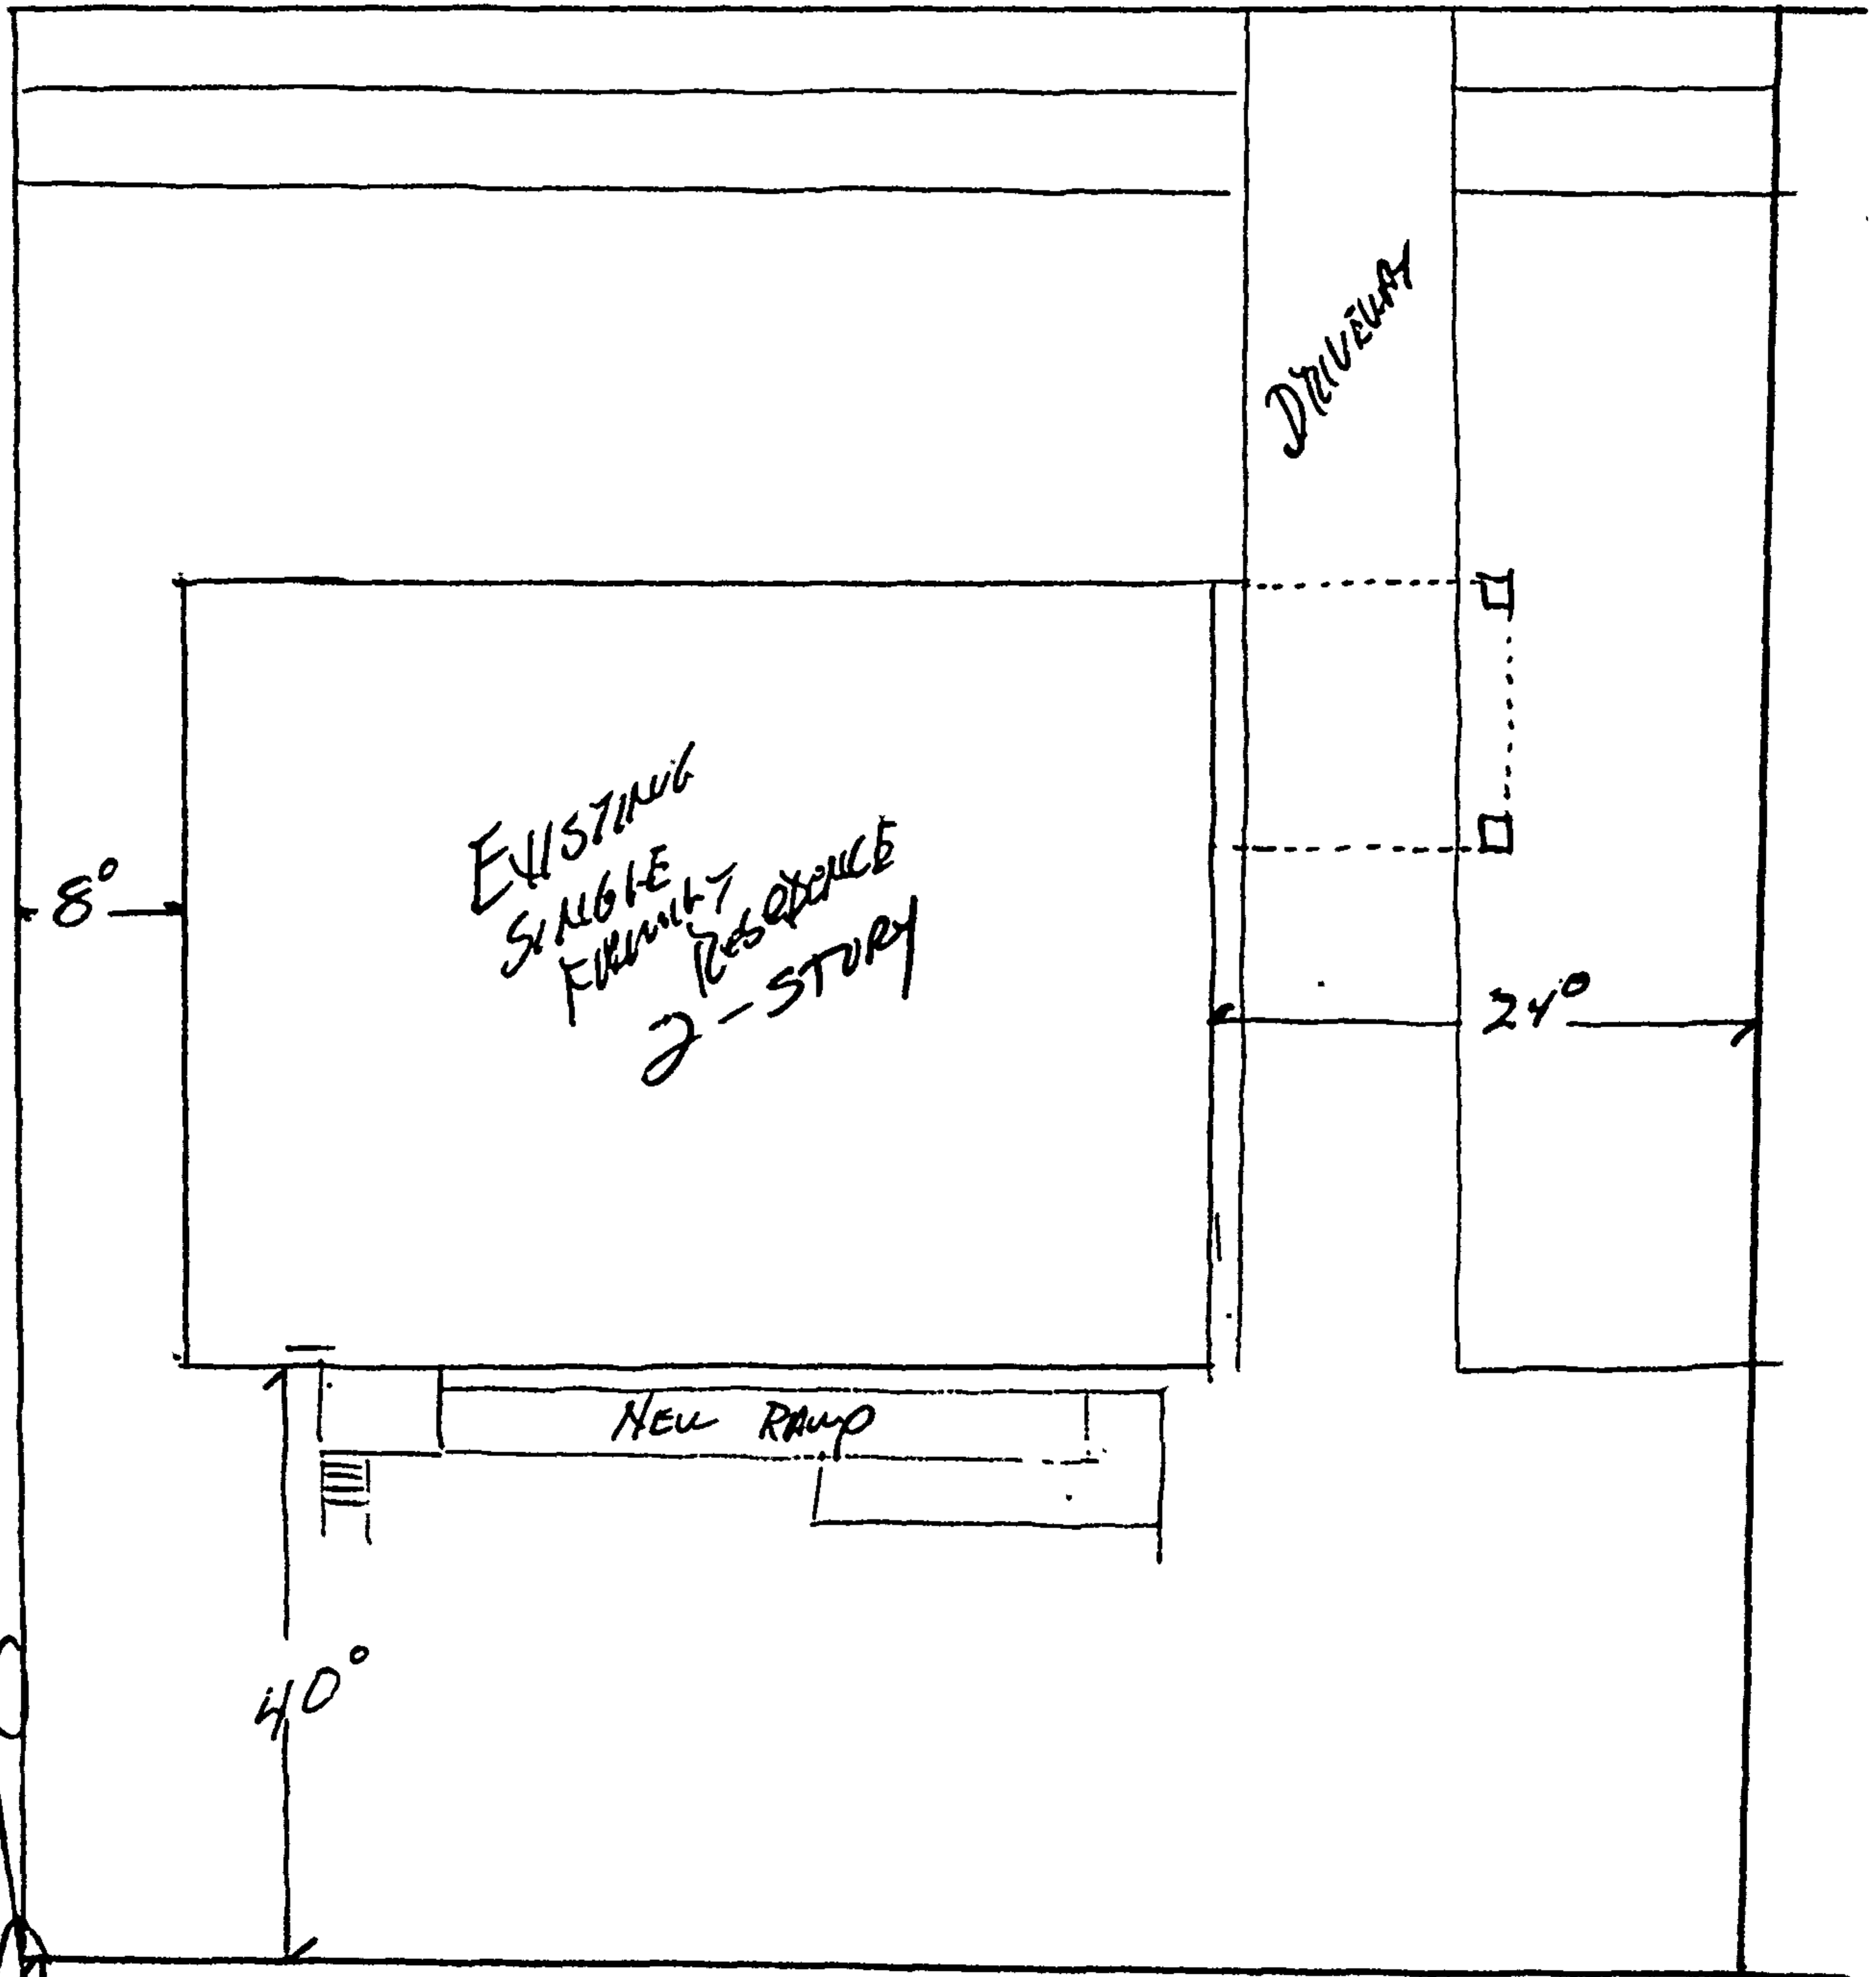 DRIVEWAY
EXISTING
SINGLE
FAMILY
RESIDENCE
2-STORY
8°
24°
NEW RAMP
40°